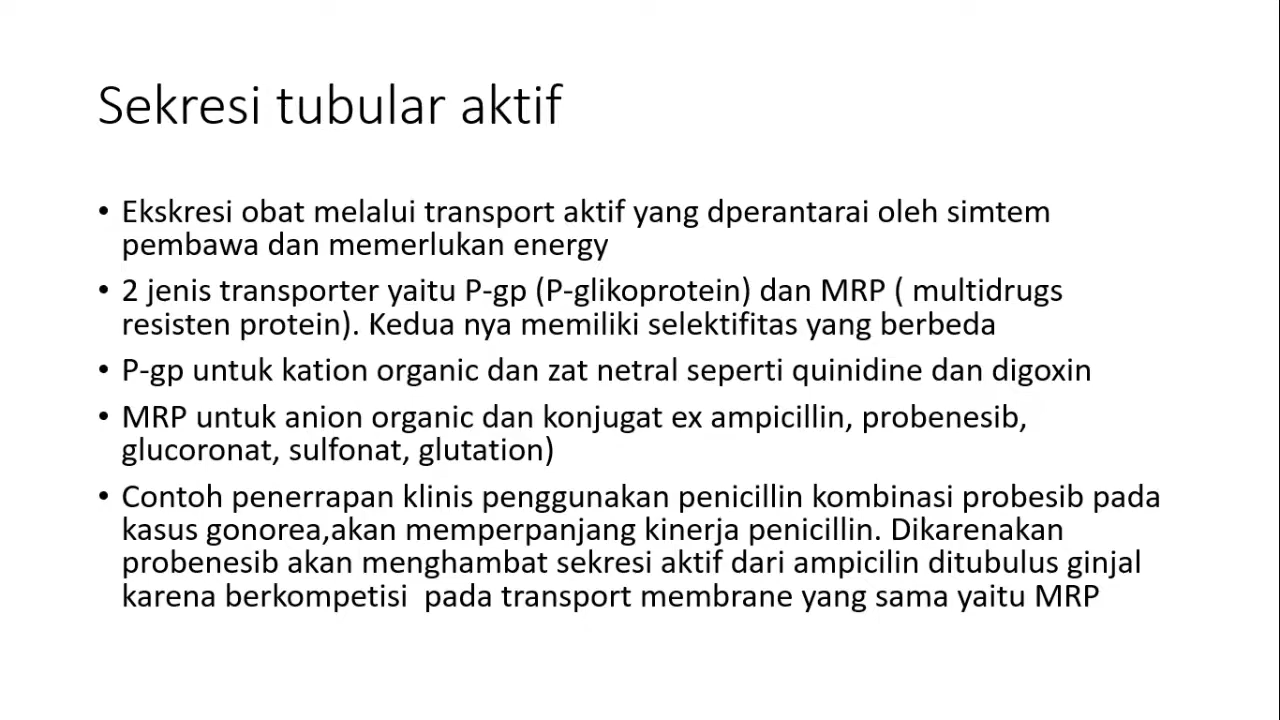 Sekresi tubular aktif
• Ekskresi obat melalui transport aktif yang dperantarai oleh simtem
pembawa dan memerlukan energy
• 2 jenis transporter yaitu P-gp (P-glikoprotein) dan MRP ( multidrugs
resisten protein). Kedua nya memiliki selektifitas yang berbeda
• P-gp untuk kation organic dan zat netral seperti quinidine dan digoxin
• MRP untuk anion organic dan konjugat ex ampicillin, probenesib,
glucoronat, sulfonat, glutation)
• Contoh penerrapan klinis penggunakan penicillin kombinasi probesib pada
kasus gonorea,akan memperpanjang kinerja penicillin. Dikarenakan
probenesib akan menghambat sekresi aktif dari ampicilin ditubulus ginjal
karena berkompetisi  pada transport membrane yang sama yaitu MRP